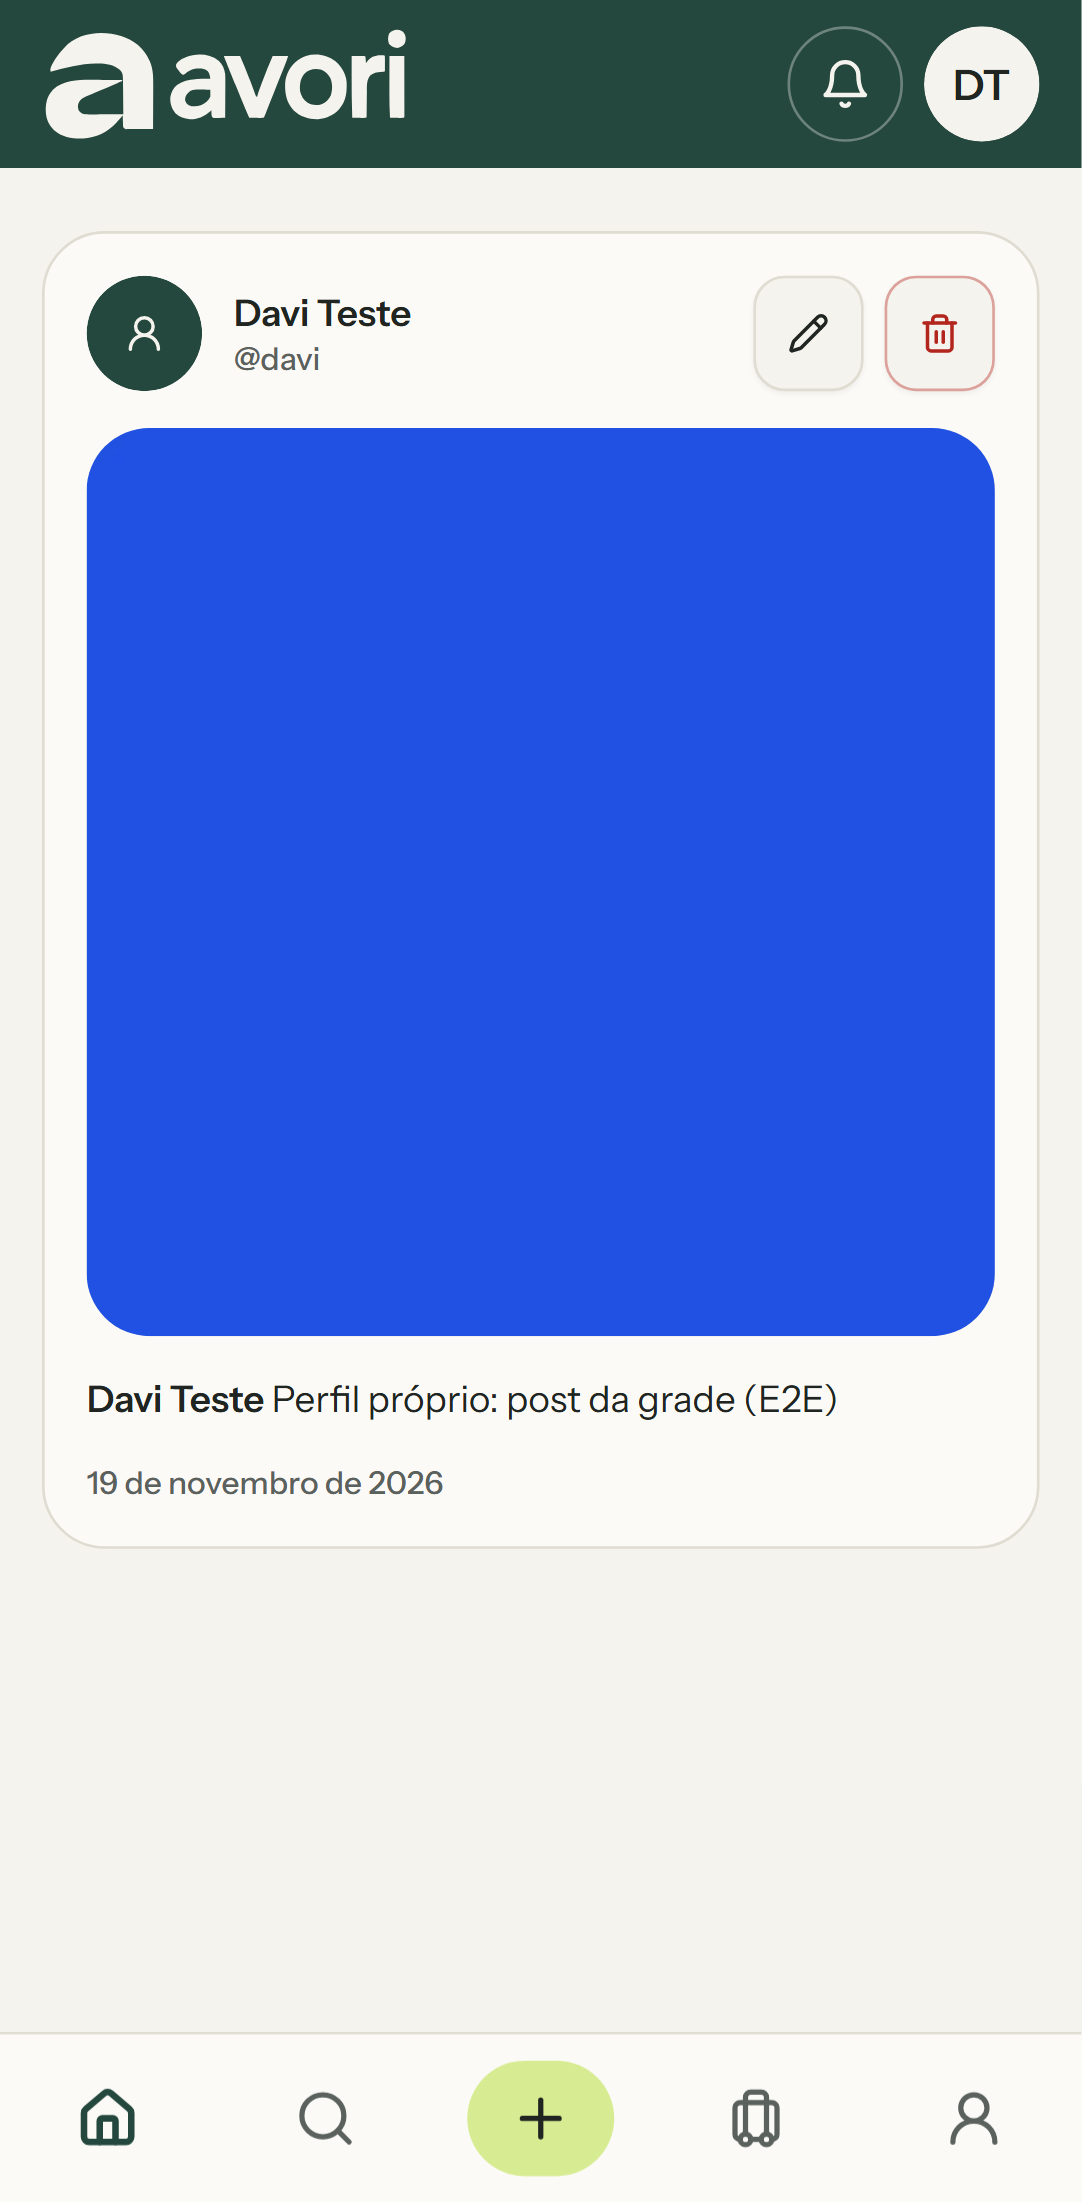 a avori
DT
Davi Teste
@davi
Davi Teste Perfil próprio: post da grade (E2E)
19 de novembro de 2026